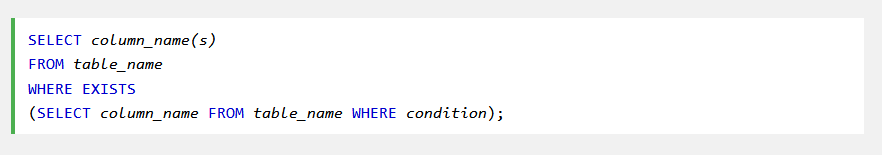 SELECT column_name(s)
FROM table_name
WHERE EXISTS
(SELECT column_name FROM table_name WHERE condition);